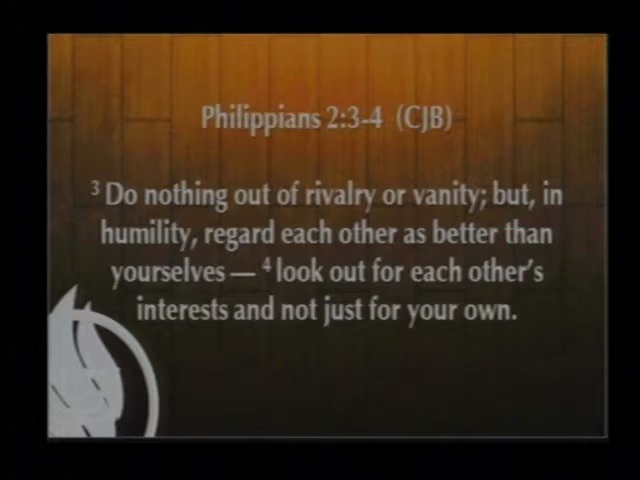 Philippians 2:3-4 (CJB)
3 Do nothing out of rivalry or vanity; but, in
humility, regard each other as better than
yourselves — 4 look out for each other's
interests and not just for your own.